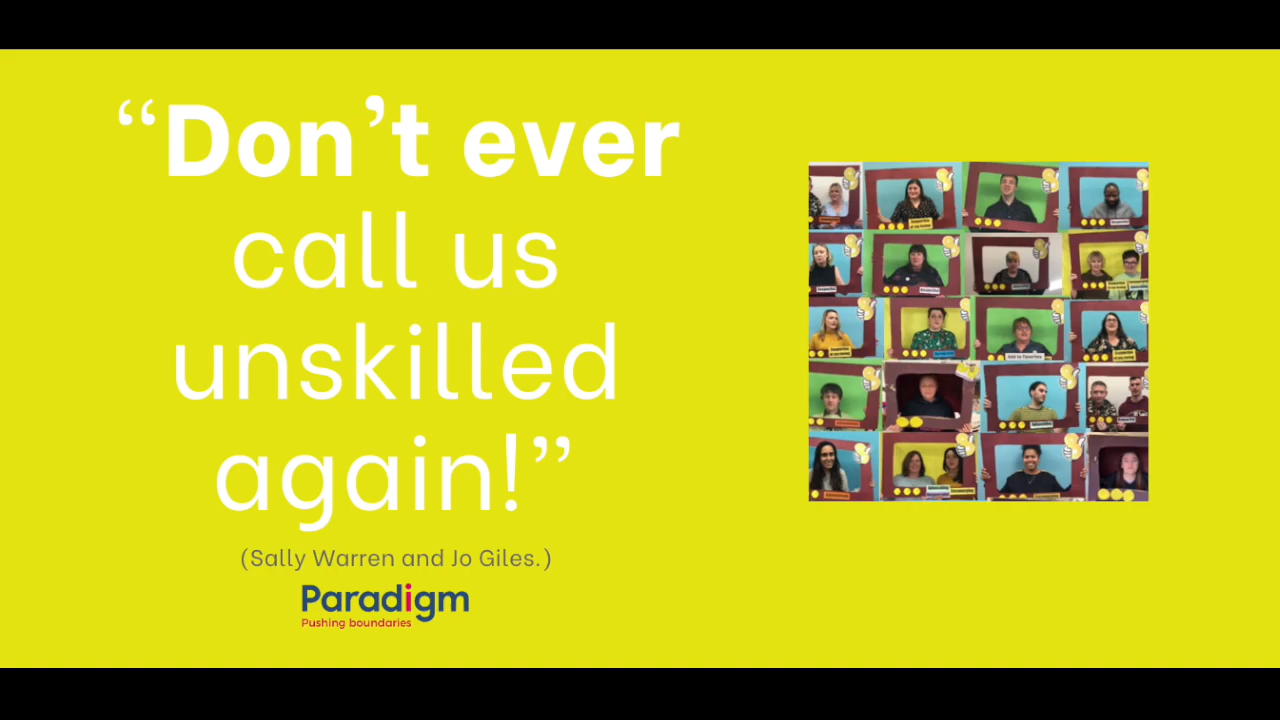 “Don’t ever
call us
unskilled
again!”
(Sally Warren and Jo Giles.)
Paradigm
Pushing boundaries